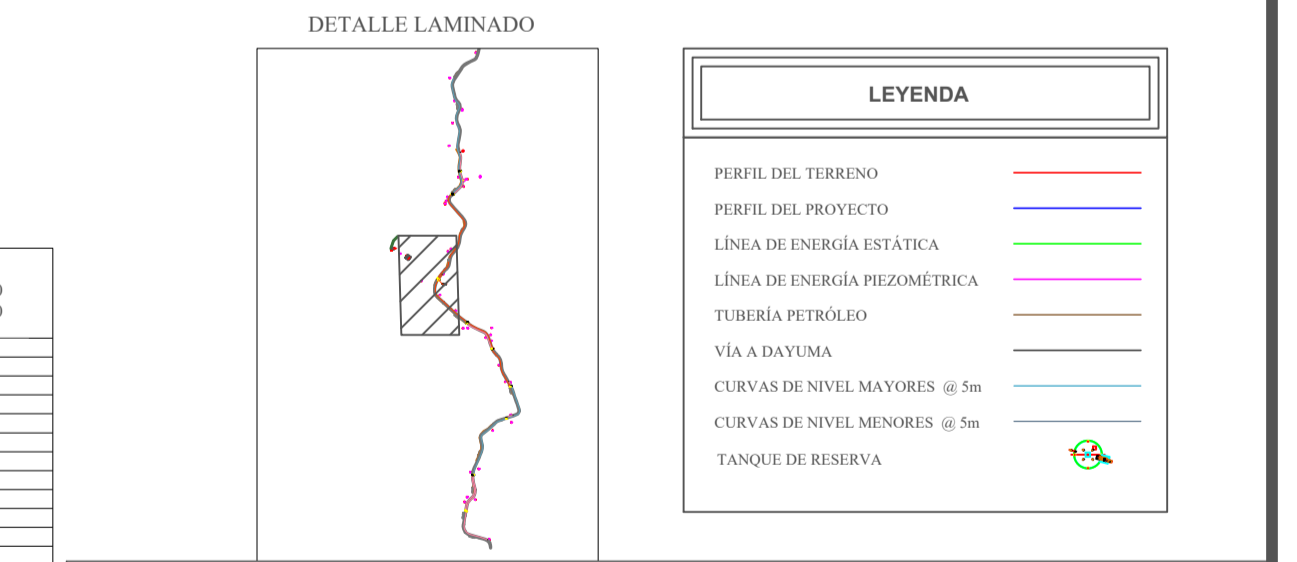 DETALLE LAMINADO
LEYENDA
PERFIL DEL TERRENO
PERFIL DEL PROYECTO
LÍNEA DE ENERGÍA ESTÁTICA
LÍNEA DE ENERGÍA PIEZOMÉTRICA
TUBERÍA PETRÓLEO
VÍA A DAYUMA
CURVAS DE NIVEL MAYORES @ 5m
CURVAS DE NIVEL MENORES @ 5m
TANQUE DE RESERVA